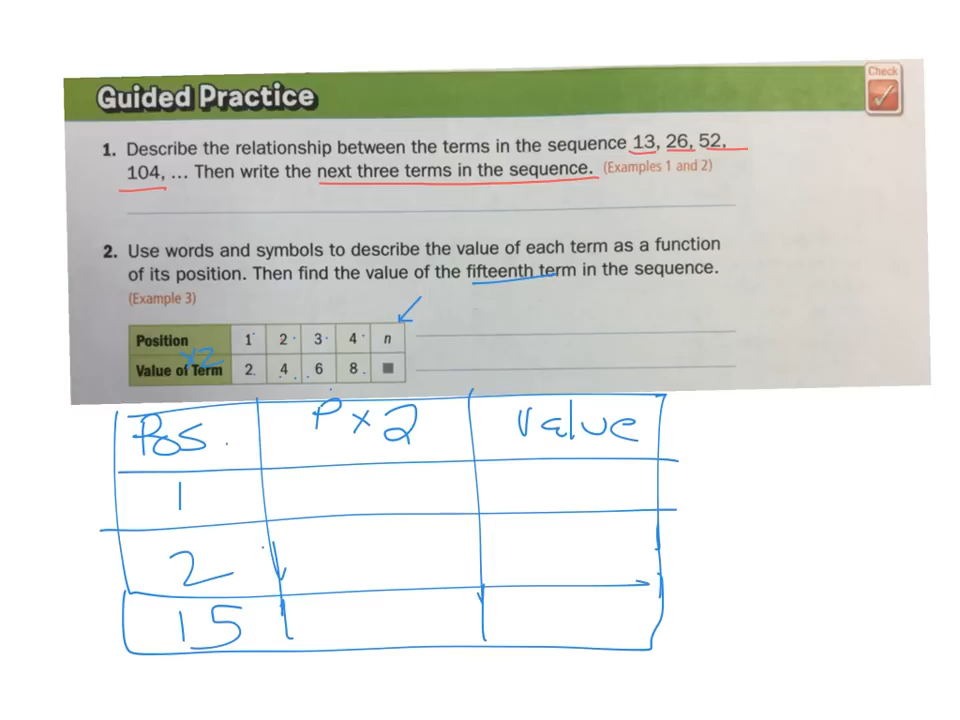 Guided Practice
Check
1. Describe the relationship between the terms in the sequence 13, 26, 52,
104, ... Then write the next three terms in the sequence. (Examples 1 and 2)
2. Use words and symbols to describe the value of each term as a function
of its position. Then find the value of the fifteenth term in the sequence.
(Example 3)
Position 1 2 3 4 n
x2
Value of Term 2 4 6 8 ■
Pos. P x 2 Value
1
2
15